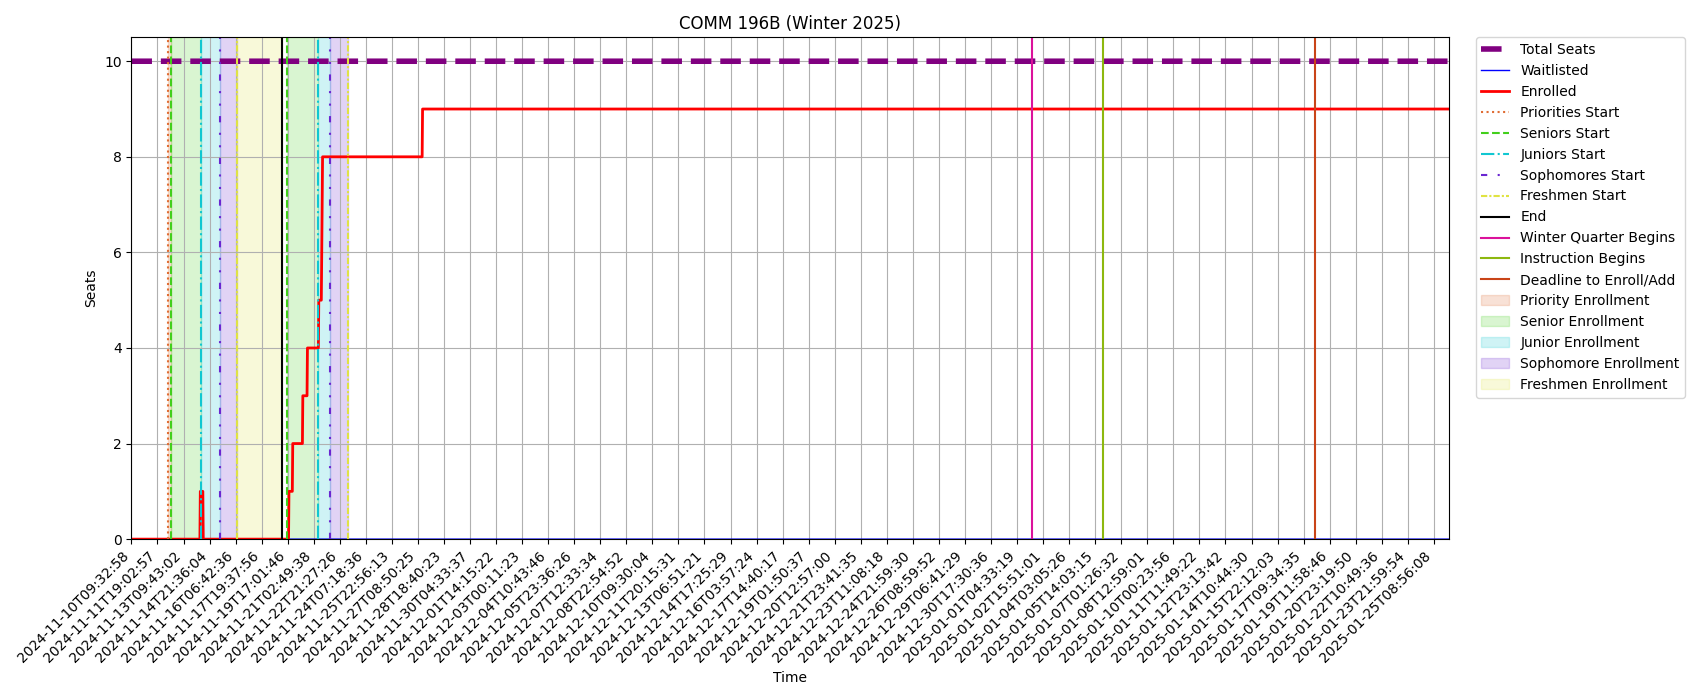 COMM 196B (Winter 2025)
Seats
10
8
6
4
2
0
2024-11-10T09:32:58
2024-11-11T19:02:57
2024-11-13T09:43:02
2024-11-14T21:36:04
2024-11-16T06:42:36
2024-11-17T19:37:56
2024-11-19T17:01:46
2024-11-21T02:49:38
2024-11-22T21:27:26
2024-11-24T07:18:36
2024-11-25T22:56:13
2024-11-27T08:50:25
2024-11-28T18:40:23
2024-11-30T04:33:37
2024-12-01T14:15:22
2024-12-03T00:11:23
2024-12-04T10:43:46
2024-12-05T23:36:26
2024-12-07T12:33:34
2024-12-08T22:54:52
2024-12-10T09:30:04
2024-12-11T20:15:31
2024-12-13T06:51:21
2024-12-14T17:25:29
2024-12-16T03:57:24
2024-12-17T14:40:17
2024-12-19T01:50:37
2024-12-20T12:57:00
2024-12-21T23:41:35
2024-12-23T11:08:18
2024-12-24T21:59:30
2024-12-26T08:59:52
2024-12-29T06:41:29
2024-12-30T17:30:36
2025-01-01T04:33:19
2025-01-02T15:51:01
2025-01-04T03:05:26
2025-01-05T14:03:15
2025-01-07T01:26:32
2025-01-08T12:59:01
2025-01-10T00:23:56
2025-01-11T11:49:22
2025-01-12T23:13:42
2025-01-14T10:44:30
2025-01-15T22:12:03
2025-01-17T09:34:35
2025-01-19T11:58:46
2025-01-20T23:19:50
2025-01-22T10:49:36
2025-01-23T21:59:54
2025-01-25T08:56:08
Time
Total Seats
Waitlisted
Enrolled
Priorities Start
Seniors Start
Juniors Start
Sophomores Start
Freshmen Start
End
Winter Quarter Begins
Instruction Begins
Deadline to Enroll/Add
Priority Enrollment
Senior Enrollment
Junior Enrollment
Sophomore Enrollment
Freshmen Enrollment